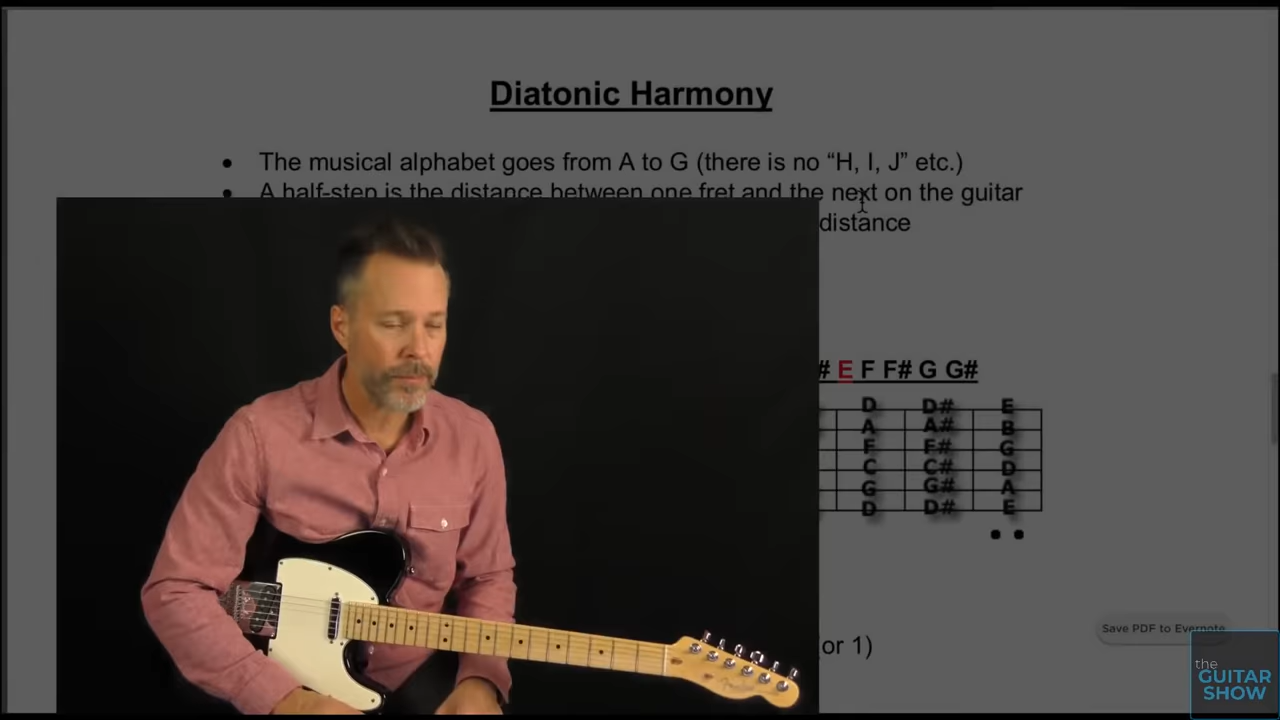 Diatonic Harmony
• The musical alphabet goes from A to G (there is no “H, I, J” etc.)
• A half-step is the distance between one fret and the next on the guitar
distance
# E F F# G G#
D D# E
A A# B
F F# G
C C# D
G G# A
D D# E
or 1)
Save PDF to Evernote
the
GUITAR
SHOW